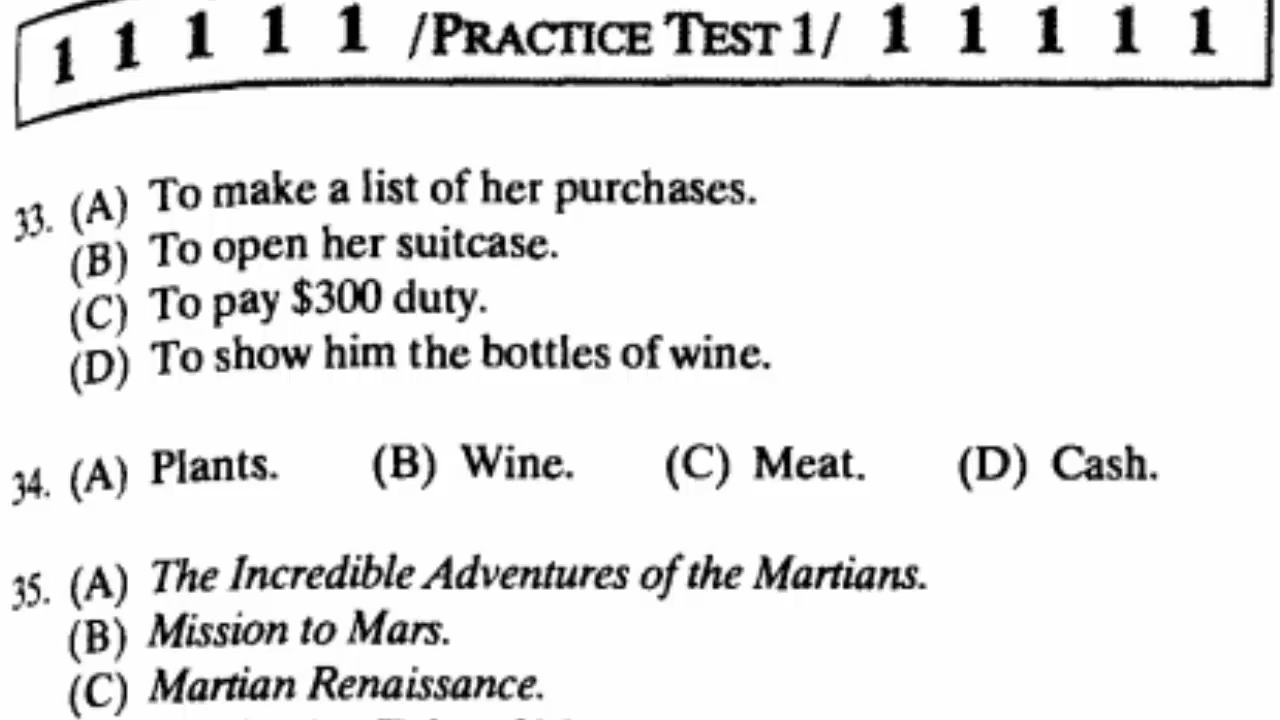 1 1 1 1 1 /PRACTICE TEST 1/ 1 1 1 1 1
33. (A) To make a list of her purchases.
(B) To open her suitcase.
(C) To pay $300 duty.
(D) To show him the bottles of wine.
34. (A) Plants. (B) Wine. (C) Meat. (D) Cash.
35. (A) The Incredible Adventures of the Martians.
(B) Mission to Mars.
(C) Martian Renaissance.